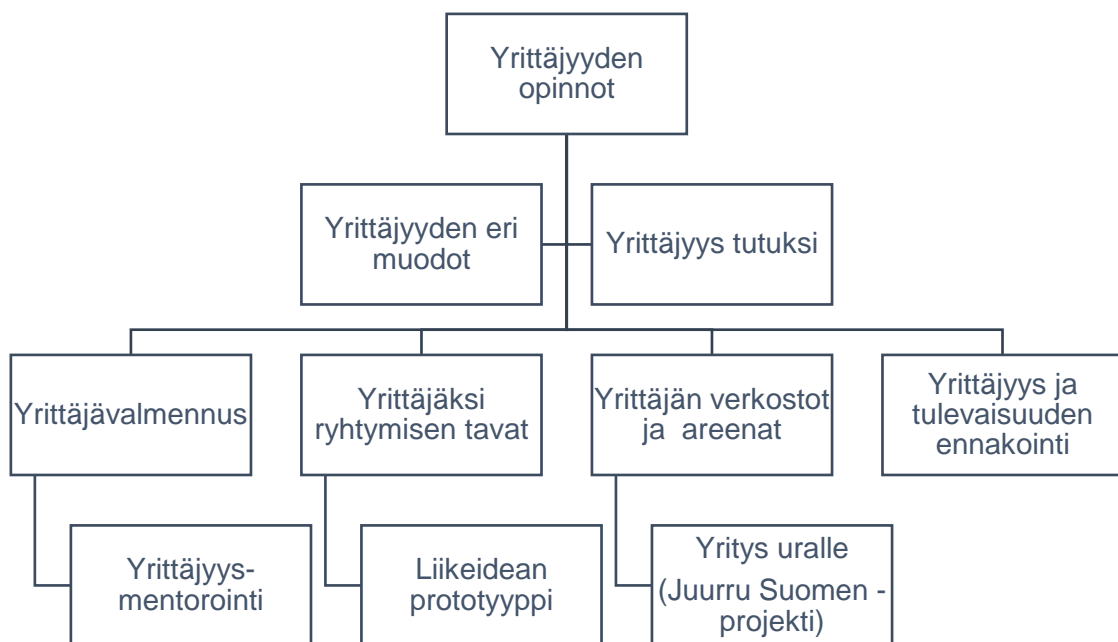 Yrittäjyyden
opinnot
Yrittäjyyden eri
muodot
Yrittäjyys tutuksi
Yrittäjävalmennus
Yrittäjäksi
ryhtymisen tavat
Yrittäjän verkostot
ja areenat
Yrittäjyys ja
tulevaisuuden
ennakointi
Yrittäjyys-
mentorointi
Liikeidean
prototyyppi
Yritys uralle
(Juurru Suomen -
projekti)